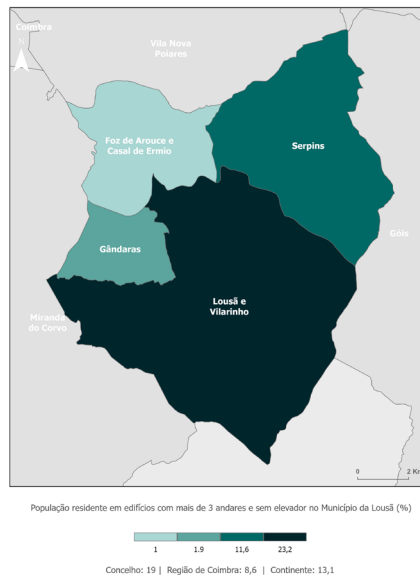 Coimbra
N
Vila Nova
Poiares
Foz de Arouce e
Casal de Ermio
Serpins
Góis
Gândaras
Lousã e
Vilarinho
Miranda
do Corvo
0 2 Km
População residente em edifícios com mais de 3 andares e sem elevador no Município da Lousã (%)
1 1.9 11,6 23,2
Concelho: 19 | Região de Coimbra: 8,6 | Continente: 13,1